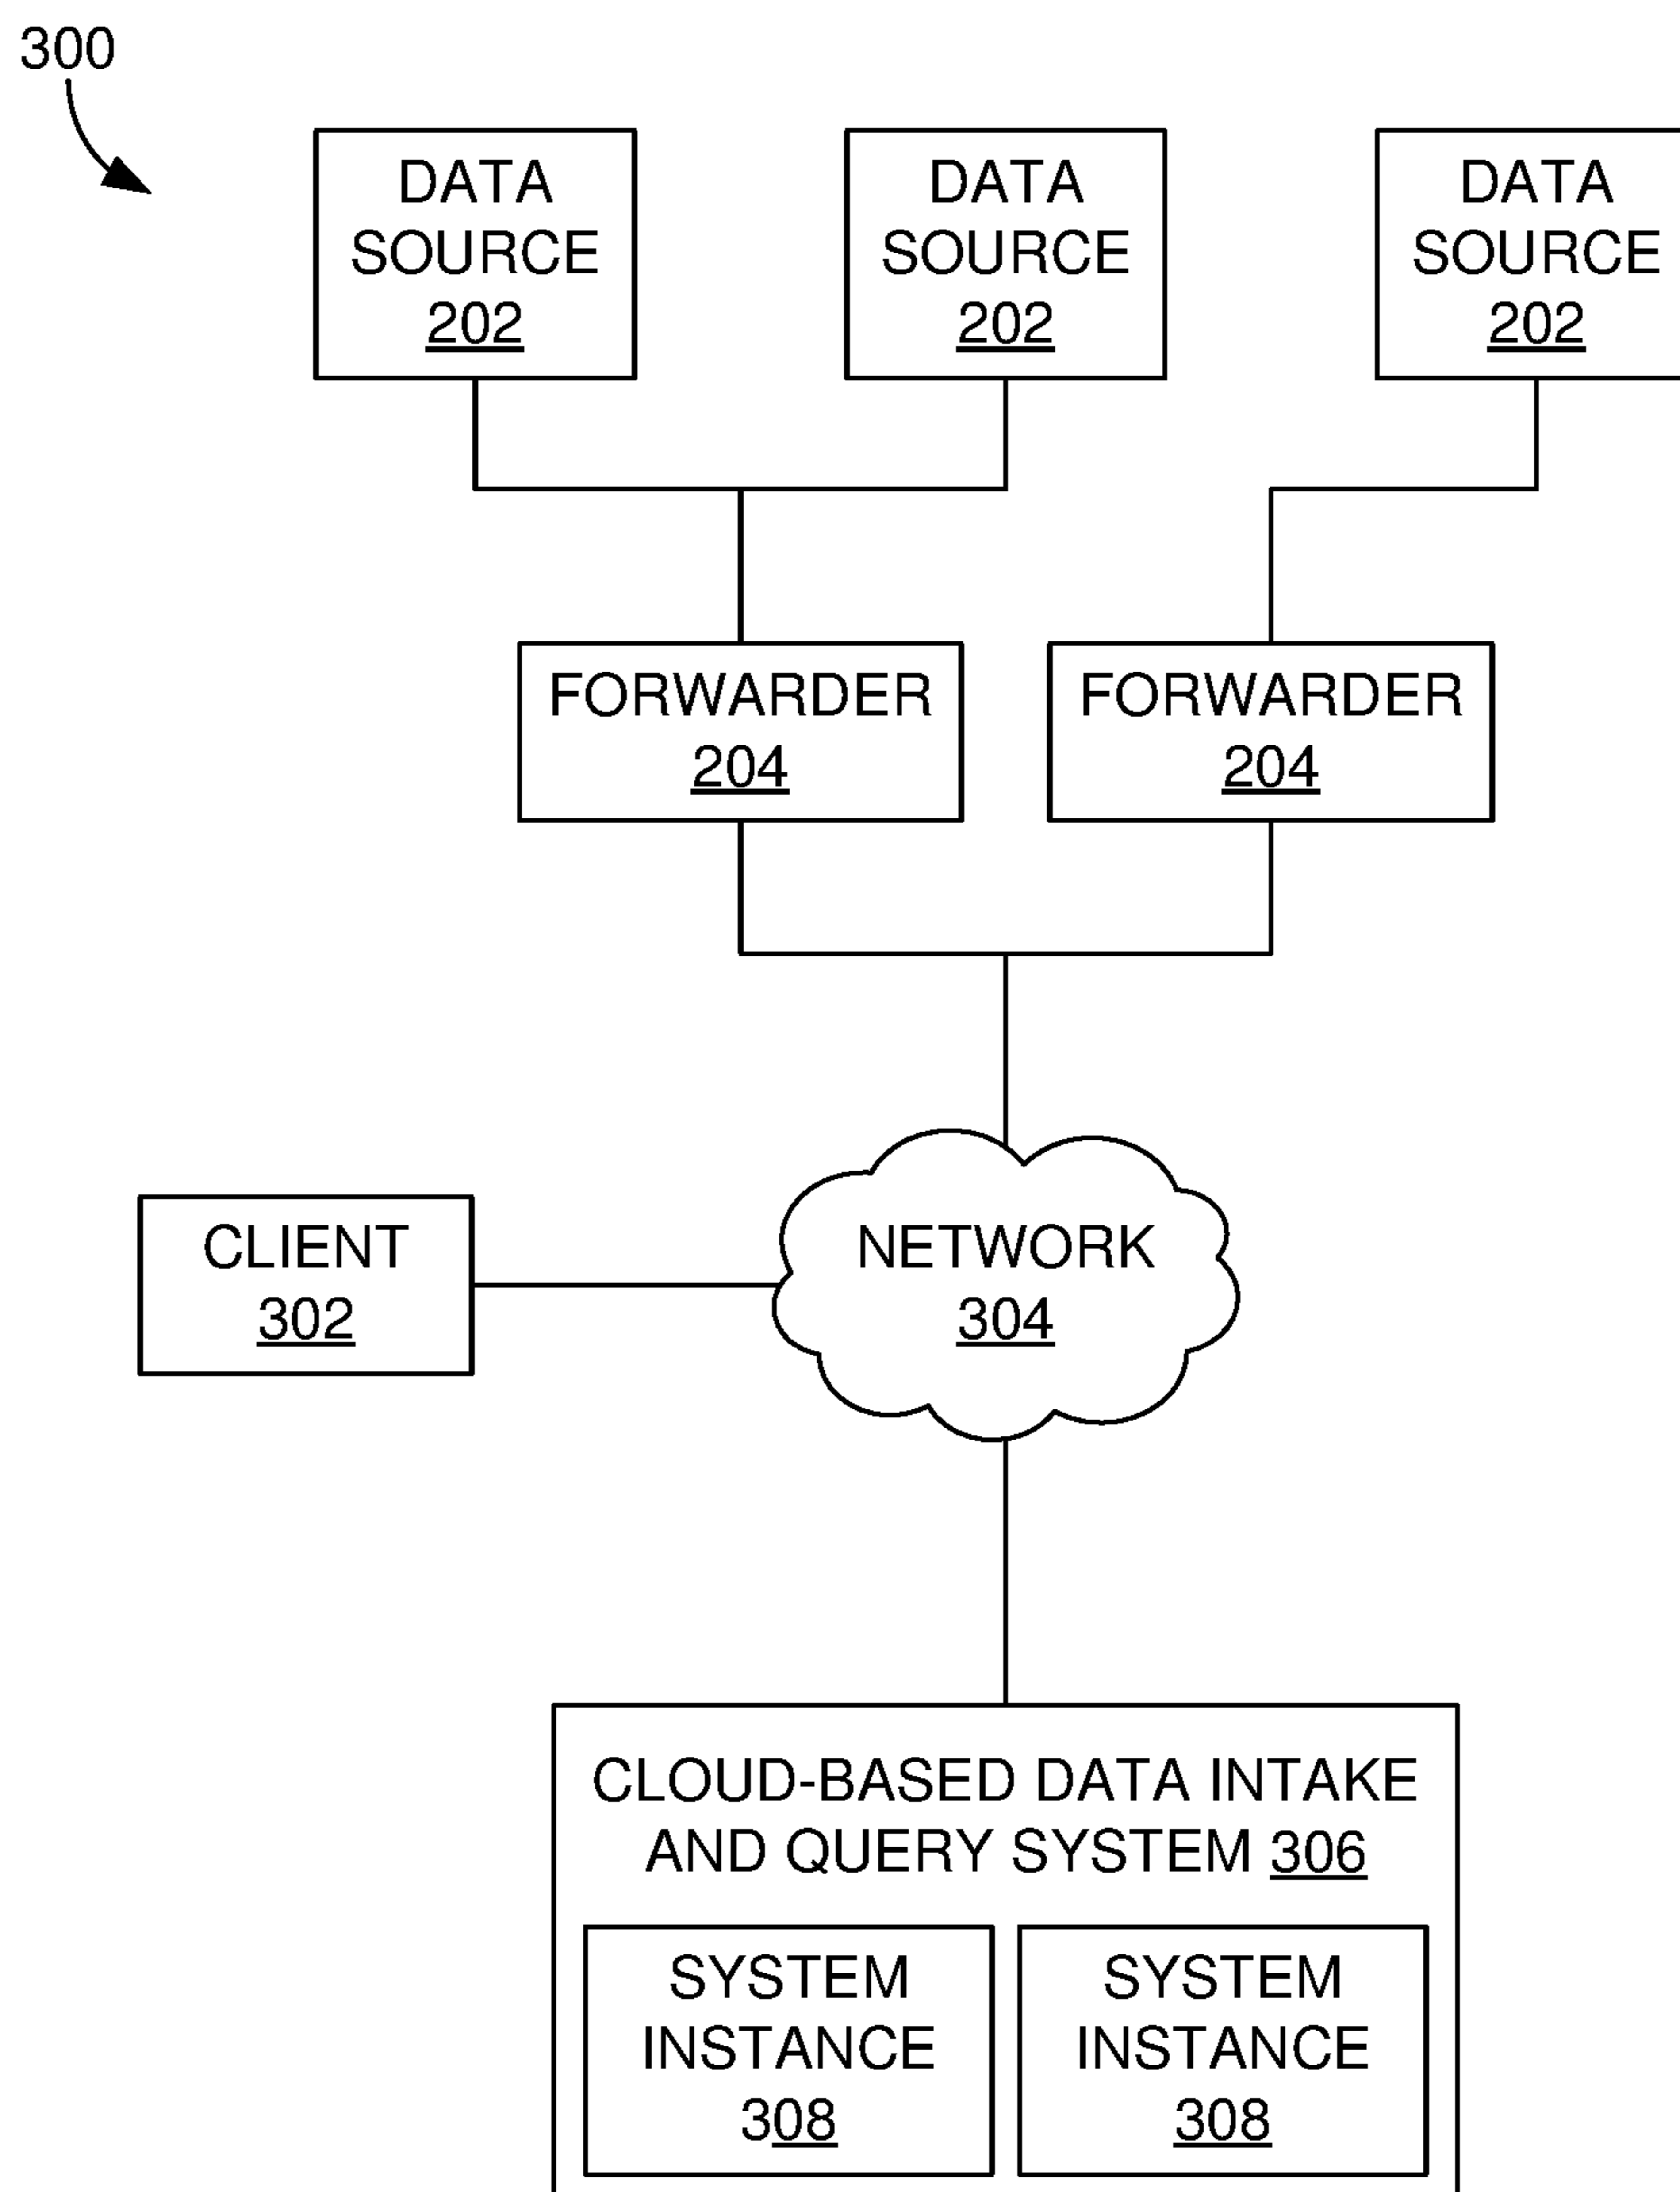 300
DATA
SOURCE
202
DATA
SOURCE
202
DATA
SOURCE
202
FORWARDER
204
FORWARDER
204
CLIENT
302
NETWORK
304
CLOUD-BASED DATA INTAKE
AND QUERY SYSTEM 306
SYSTEM
INSTANCE
308
SYSTEM
INSTANCE
308